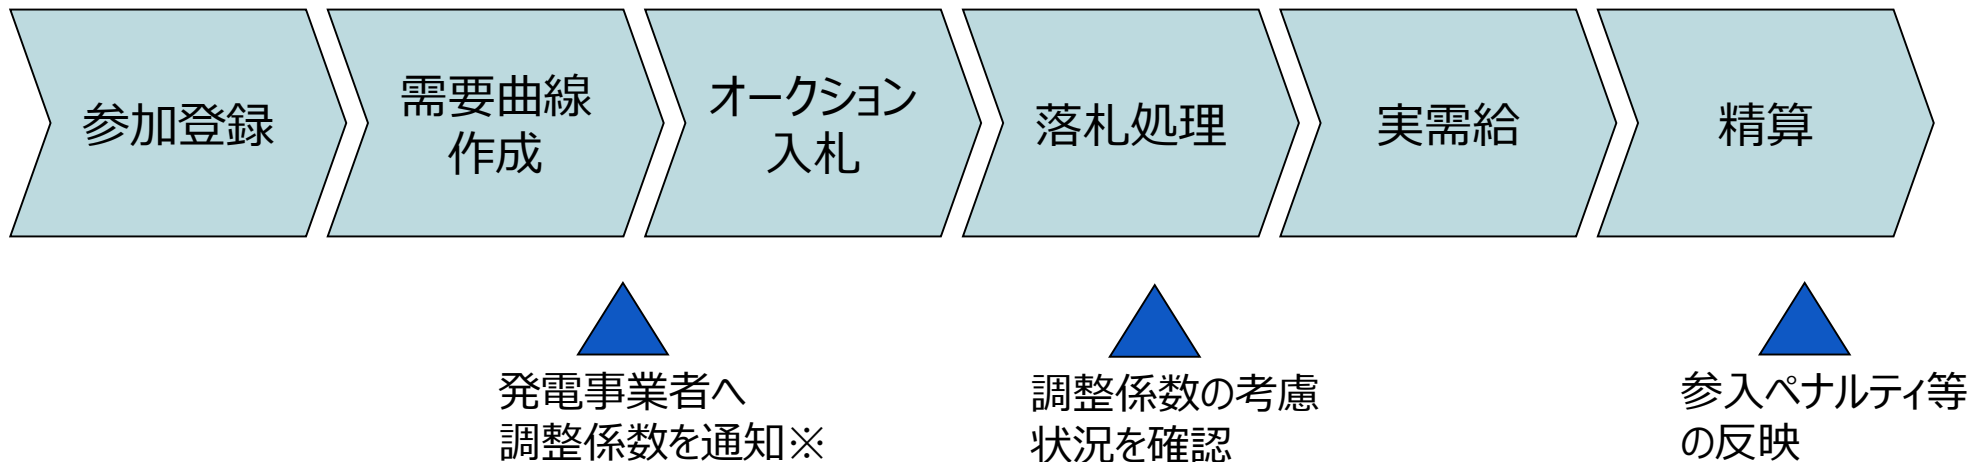 参加登録
需要曲線
作成
オークション
入札
落札処理
実需給
精算
発電事業者へ
調整係数を通知※
調整係数の考慮
状況を確認
参入ペナルティ等
の反映